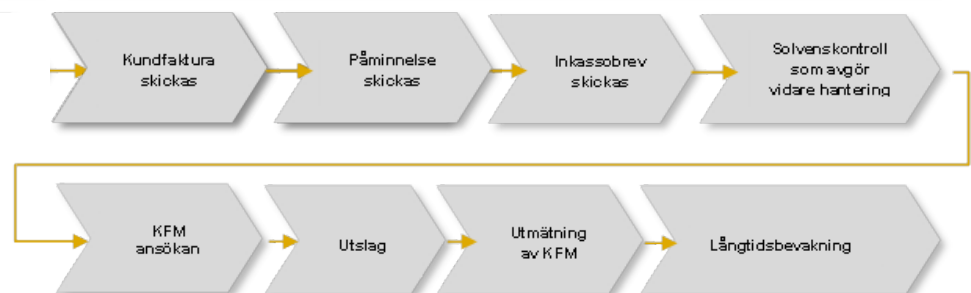 Kundfaktura
skickas
Påminnelse
skickas
Inkassobrev
skickas
Solvenskontroll
som avgör
vidare hantering
KFM
ansökan
Utslag
Utmätning
av KFM
Långtidsbevakning